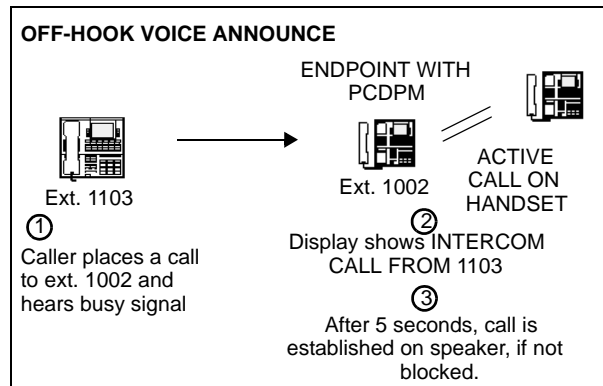 OFF-HOOK VOICE ANNOUNCE
ENDPOINT WITH
PCDPM
Ext. 1103
Ext. 1002
ACTIVE
CALL ON
HANDSET
1
Caller places a call
to ext. 1002 and
hears busy signal
2
Display shows INTERCOM
CALL FROM 1103
3
After 5 seconds, call is
established on speaker, if not
blocked.